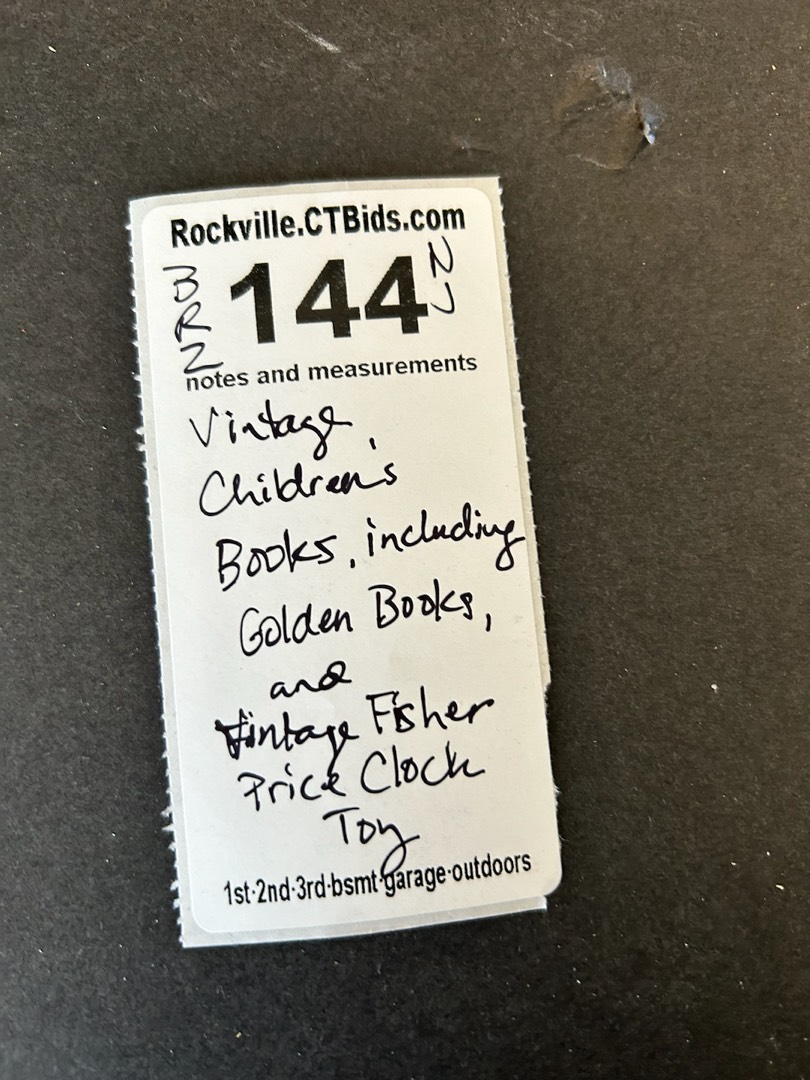 Rockville.CTBids.com
BRZ 144 NJ
notes and measurements
Vintage
Children's
Books, including
Golden Books,
and
Vintage Fisher
Price Clock
Toy
1st·2nd·3rd·bsmt·garage·outdoors